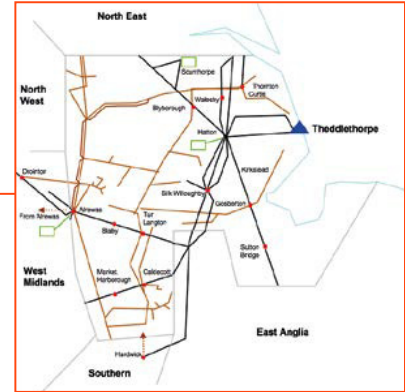 North East
Scunthorpe
North
West
Thornton
Curtis
Walesby
Blyborough
Hatton
Theddlethorpe
Kirkstead
Drointon
Silk Willoughby
Gosberton
Alrewas
From Alrewas
Tur
Langton
Blaby
Sutton
Bridge
West
Midlands
Market
Harborough
Caldecott
East Anglia
Hardwick
Southern